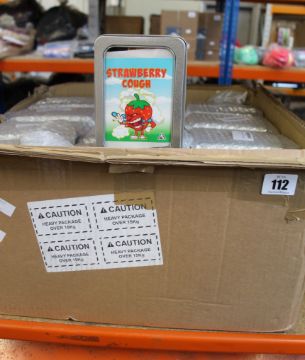 STRAWBERRY
COUGH
112
CAUTION
HEAVY PACKAGE
OVER 15Kg
CAUTION
HEAVY PACKAGE
OVER 15Kg
CAUTION
HEAVY PACKAGE
OVER 15Kg
CAUTION
HEAVY PACKAGE
OVER 15Kg